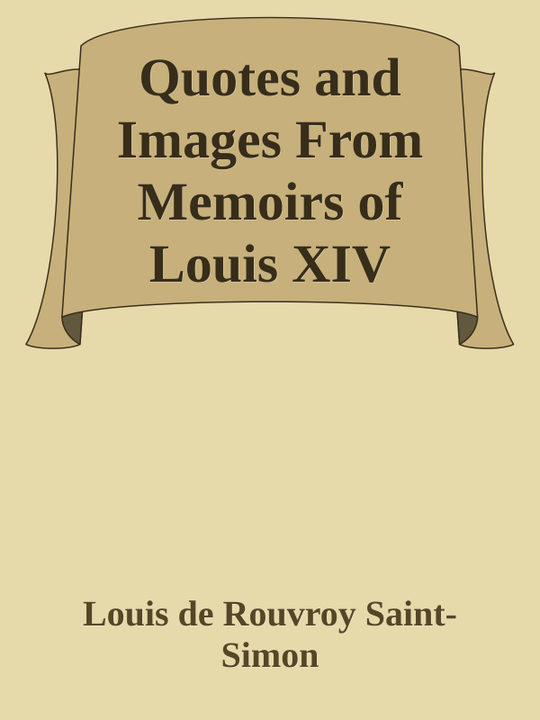 Quotes and
Images From
Memoirs of
Louis XIV
Louis de Rouvroy Saint-
Simon